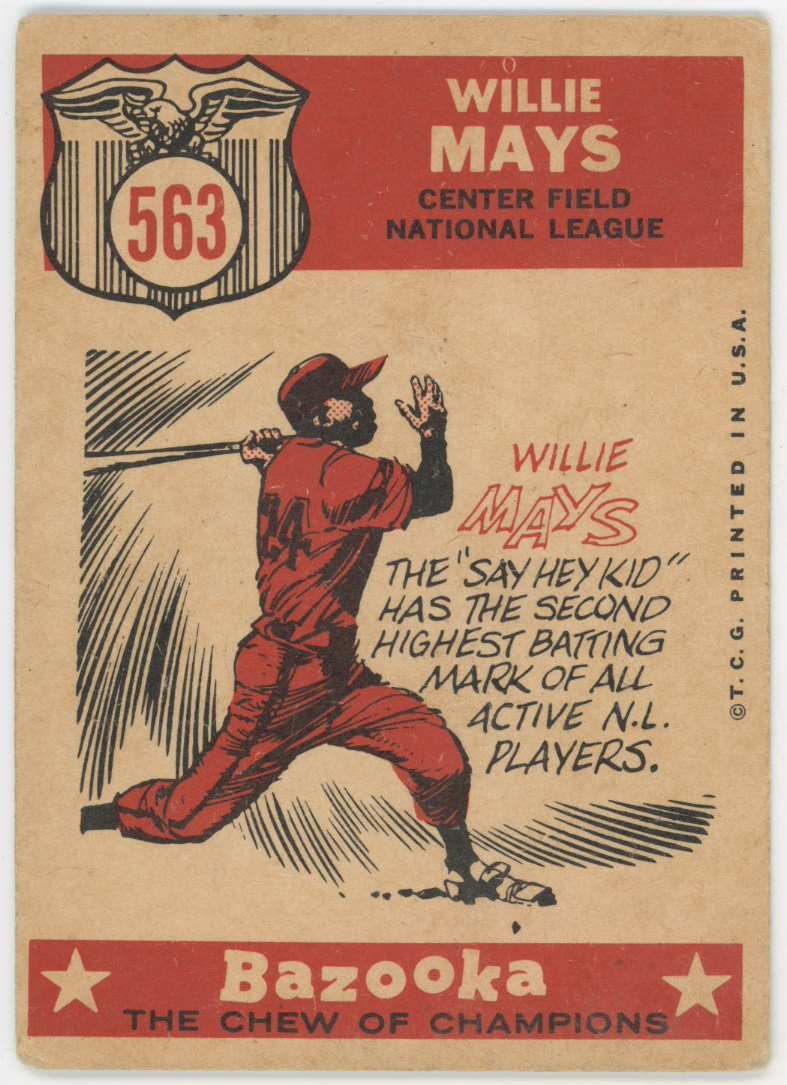 563
WILLIE
MAYS
CENTER FIELD
NATIONAL LEAGUE
24
WILLIE
MAYS
THE "SAY HEY KID"
HAS THE SECOND
HIGHEST BATTING
MARK OF ALL
ACTIVE N.L.
PLAYERS.
©T.C.G. PRINTED IN U.S.A.
Bazooka
THE CHEW OF CHAMPIONS